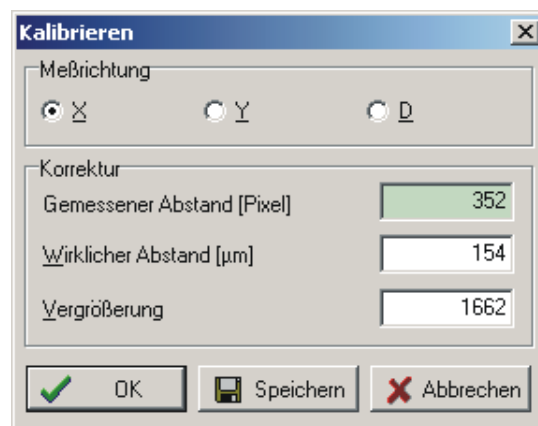 Kalibrieren
Meßrichtung
X Y D
Korrektur
Gemessener Abstand [Pixel] 352
Wirklicher Abstand [µm] 154
Vergrößerung 1662
OK Speichern Abbrechen